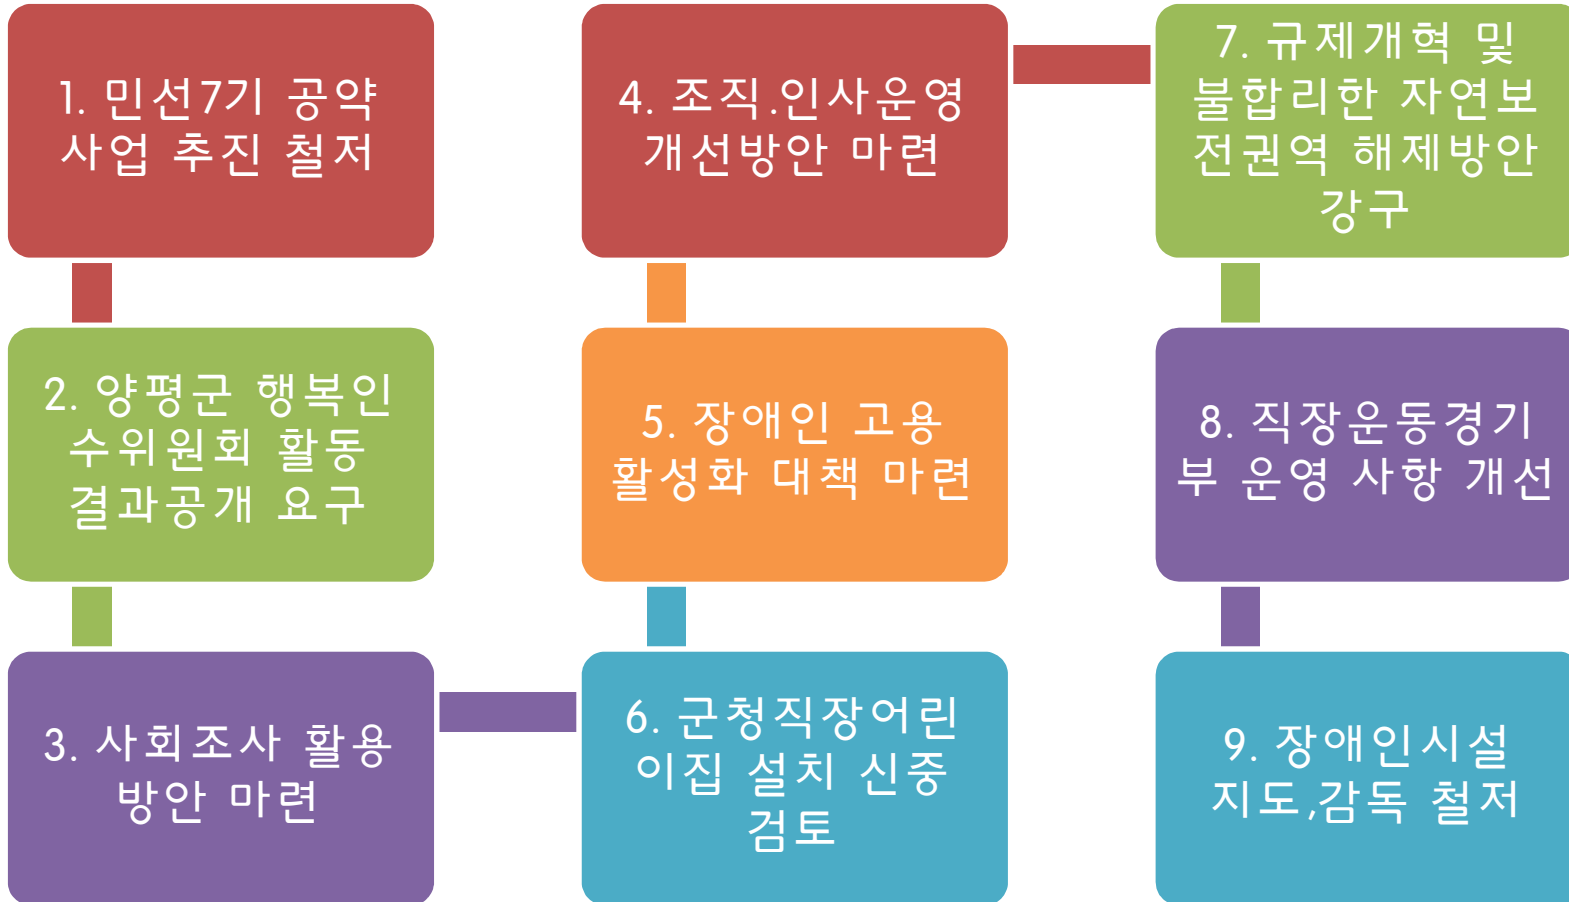 1. 민선7기 공약
사업 추진 철저
2. 양평군 행복인
수위원회 활동
결과공개 요구
3. 사회조사 활용
방안 마련
4. 조직.인사운영
개선방안 마련
5. 장애인 고용
활성화 대책 마련
6. 군청직장어린
이집 설치 신중
검토
7. 규제개혁 및
불합리한 자연보
전권역 해제방안
강구
8. 직장운동경기
부 운영 사항 개선
9. 장애인시설
지도,감독 철저